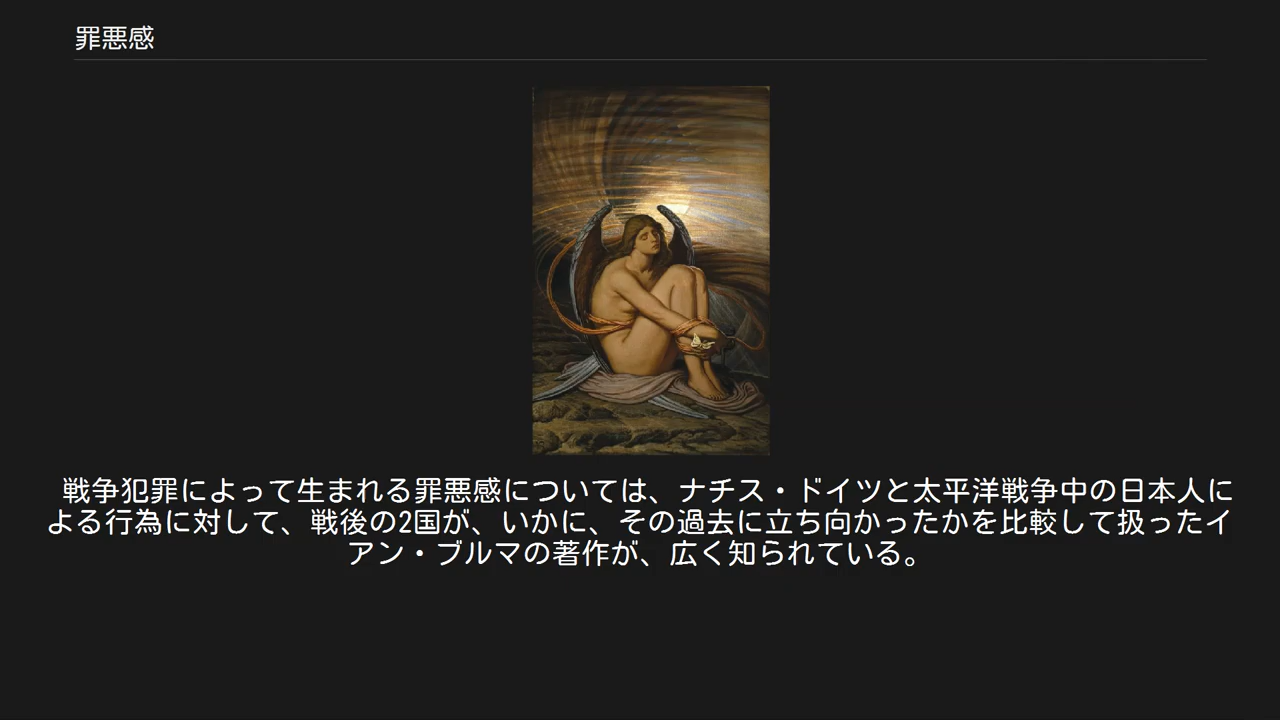 罪悪感
戦争犯罪によって生まれる罪悪感については、ナチス・ドイツと太平洋戦争中の日本人に
よる行為に対して、戦後の2国が、いかに、その過去に立ち向かったかを比較して扱ったイ
アン・ブルマの著作が、広く知られている。